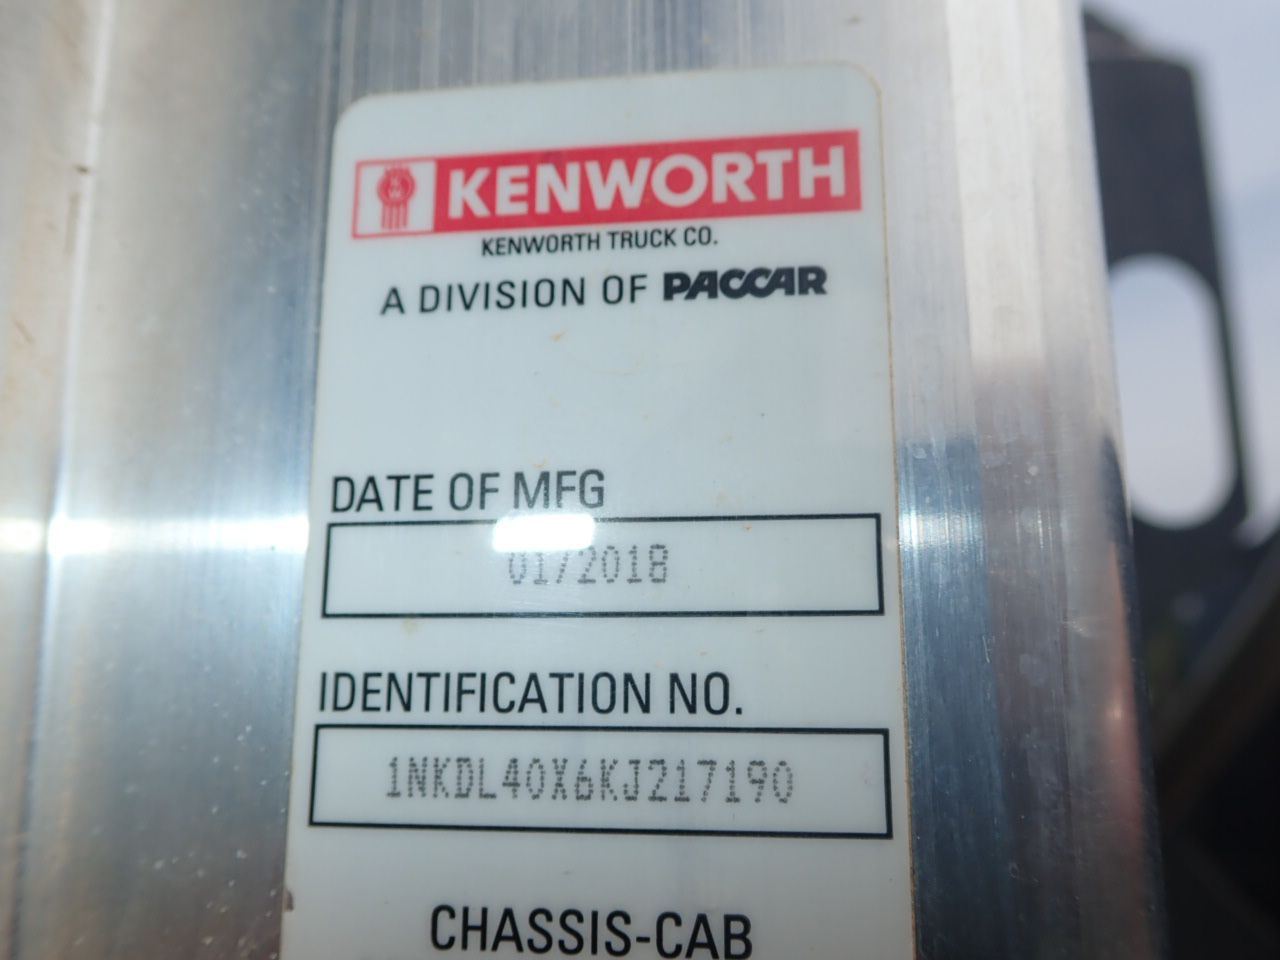 KENWORTH
KENWORTH TRUCK CO.
A DIVISION OF PACCAR
DATE OF MFG
01/2018
IDENTIFICATION NO.
1NKDL40X6KJ217190
CHASSIS-CAB